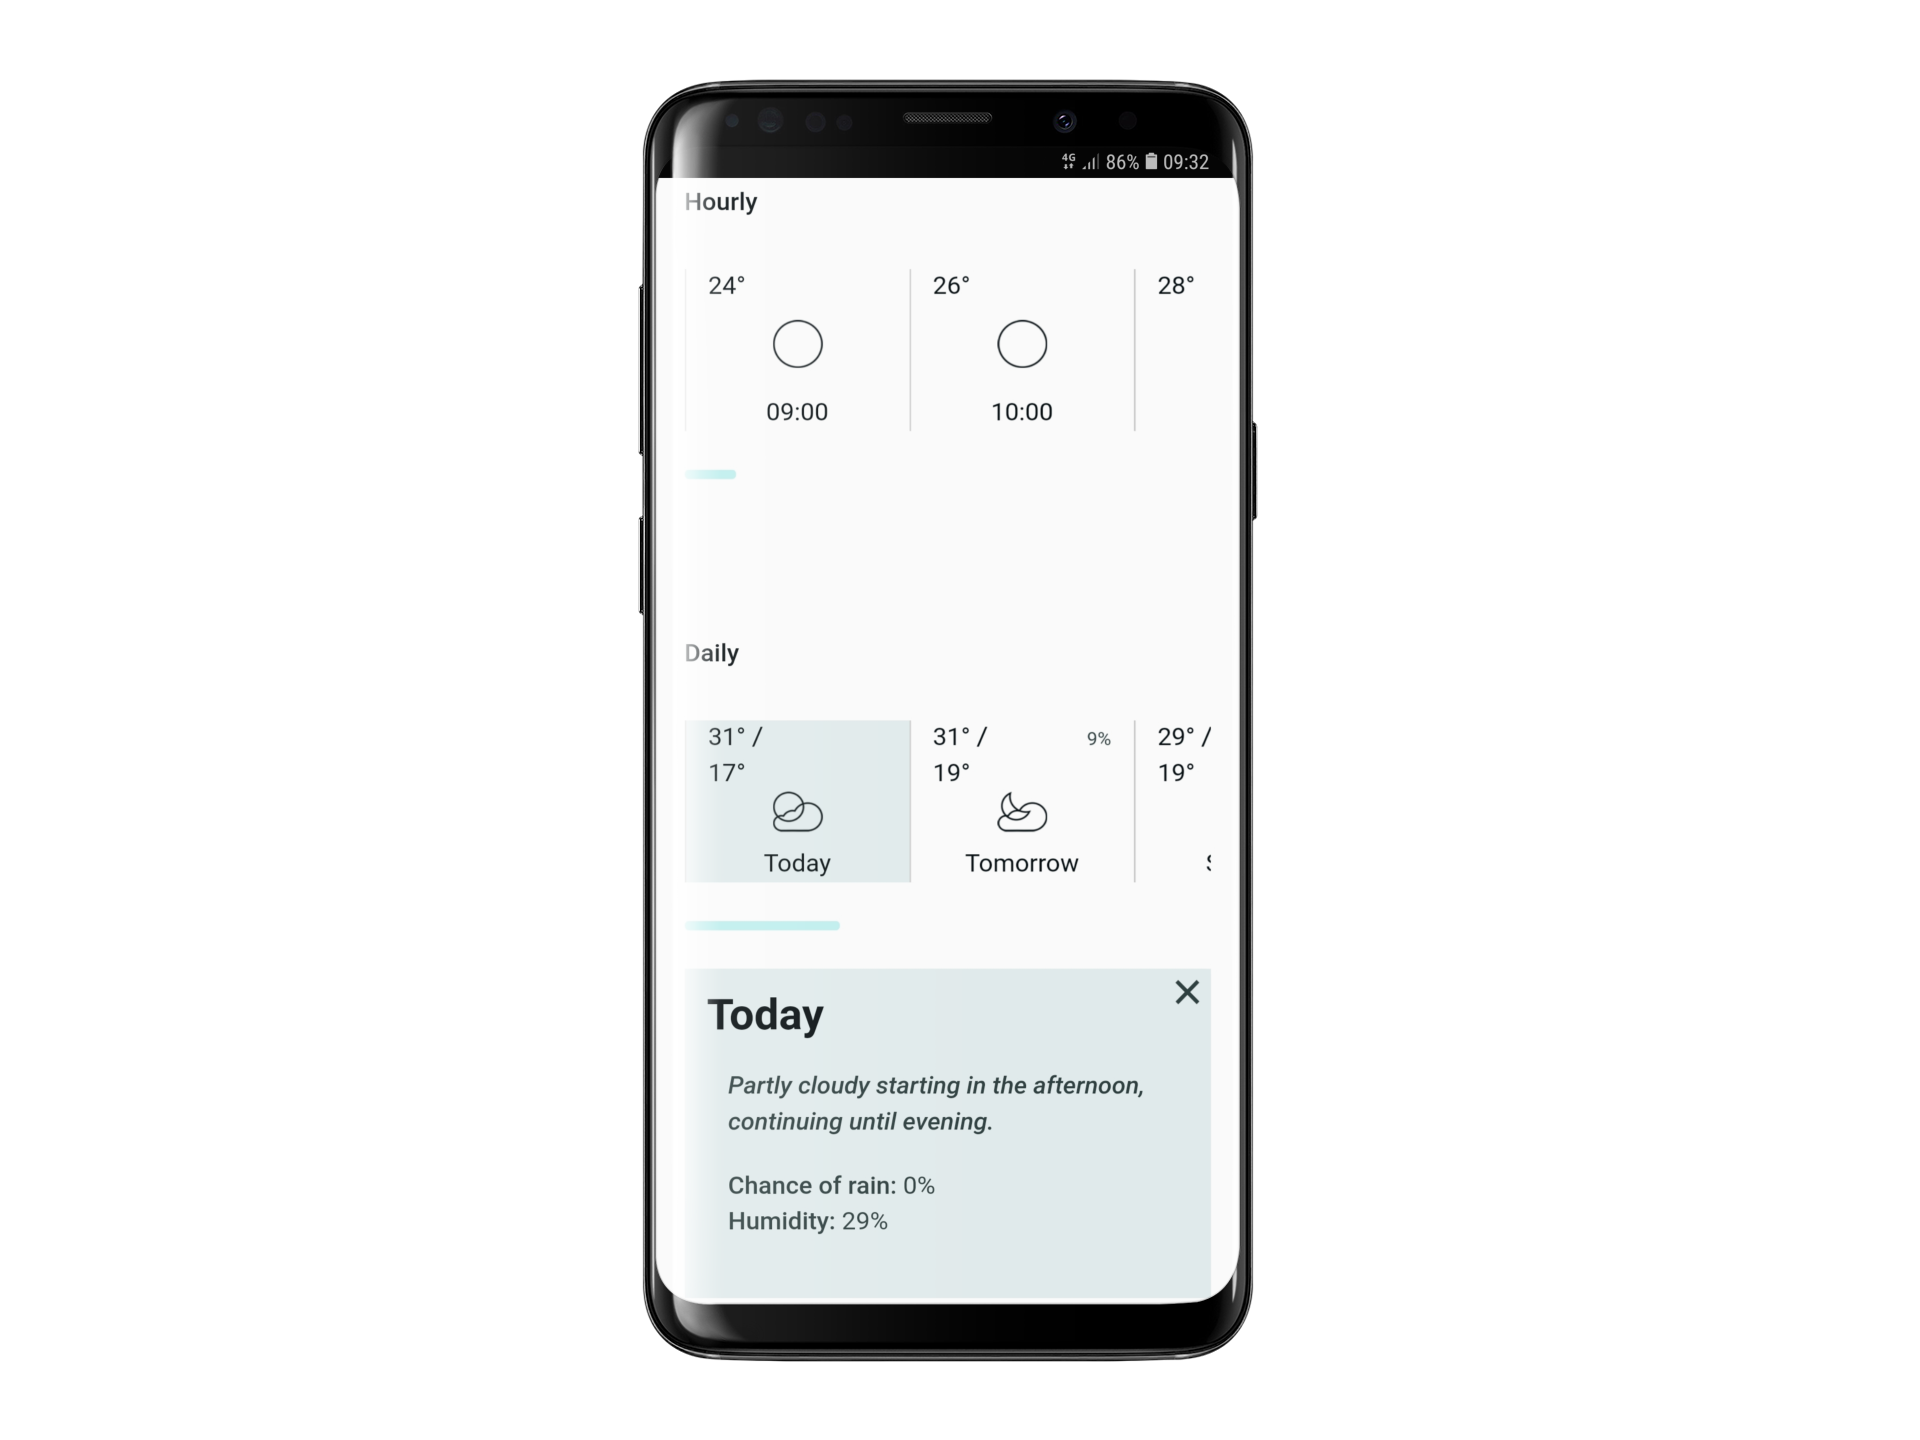 4G 86% 09:32
Hourly
24° 26° 28°
09:00 10:00
Daily
31° / 31° / 9% 29° /
17° 19° 19°
Today Tomorrow
Today
Partly cloudy starting in the afternoon,
continuing until evening.
Chance of rain: 0%
Humidity: 29%